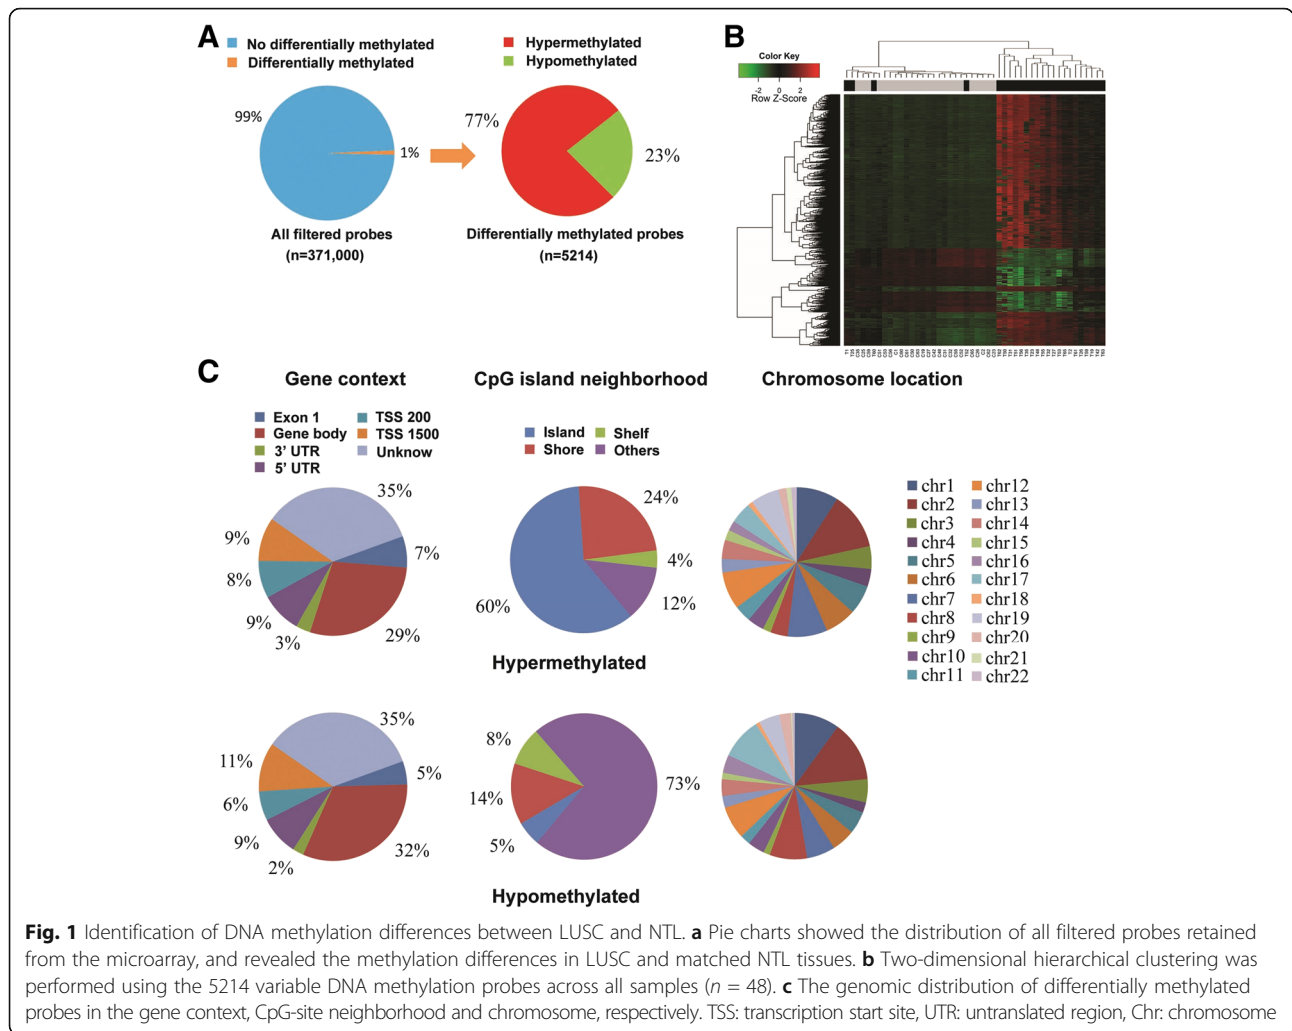 A
No differentially methylated
Differentially methylated
99%
1%
All filtered probes
(n=371,000)
Hypermethylated
Hypomethylated
77%
23%
Differentially methylated probes
(n=5214)
B
Color Key
-2 0 2
Row Z-Score
C
Gene context
Exon 1
Gene body
3' UTR
5' UTR
TSS 200
TSS 1500
Unknow
CpG island neighborhood
Island
Shore
Shelf
Others
Chromosome location
35%
7%
29%
3%
9%
8%
9%
24%
4%
12%
60%
Hypermethylated
chr1
chr2
chr3
chr4
chr5
chr6
chr7
chr8
chr9
chr10
chr11
chr12
chr13
chr14
chr15
chr16
chr17
chr18
chr19
chr20
chr21
chr22
35%
5%
32%
2%
9%
6%
11%
8%
14%
5%
73%
Hypomethylated
Fig. 1 Identification of DNA methylation differences between LUSC and NTL. a Pie charts showed the distribution of all filtered probes retained
from the microarray, and revealed the methylation differences in LUSC and matched NTL tissues. b Two-dimensional hierarchical clustering was
performed using the 5214 variable DNA methylation probes across all samples (n = 48). c The genomic distribution of differentially methylated
probes in the gene context, CpG-site neighborhood and chromosome, respectively. TSS: transcription start site, UTR: untranslated region, Chr: chromosome